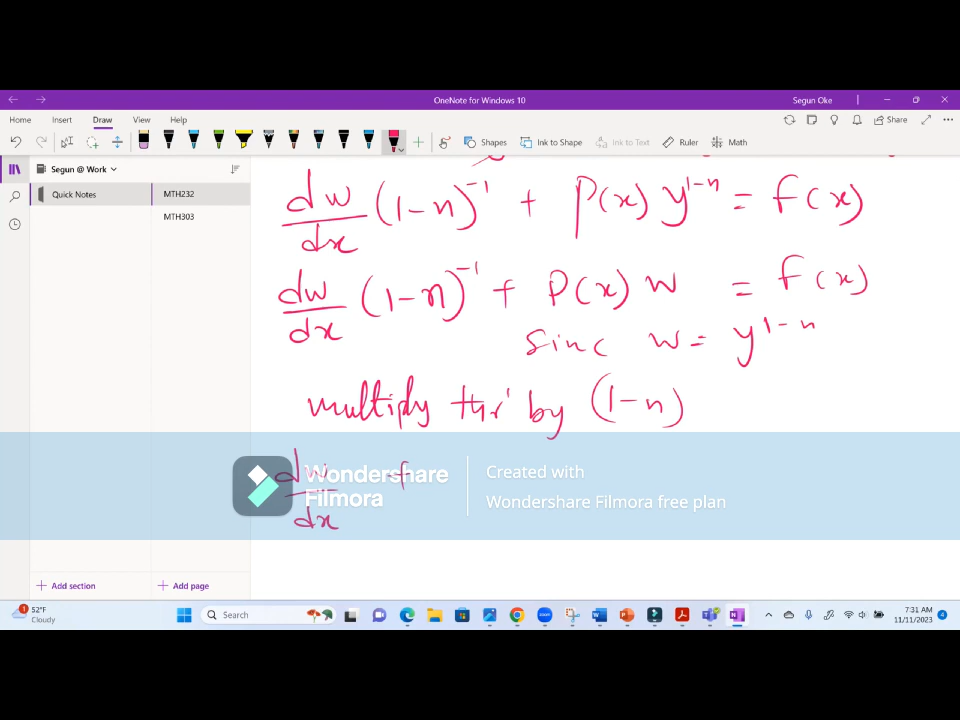 OneNote for Windows 10
Segun Oke
Home Insert Draw View Help
Share
Shapes Ink to Shape Ink to Text Ruler Math
Segun @ Work
Quick Notes
MTH232
MTH303
dw/dx (1-n)⁻¹ + P(x) y¹⁻ⁿ = f(x)
dw/dx (1-n)⁻¹ + P(x) w = f(x)
sinc w = y¹⁻ⁿ
multiply thr' by (1-n)
dw/dx +
Wondershare
Filmora
Created with
Wondershare Filmora free plan
Add section
Add page
1
52°F
Cloudy
Search
7:31 AM
11/11/2023
4